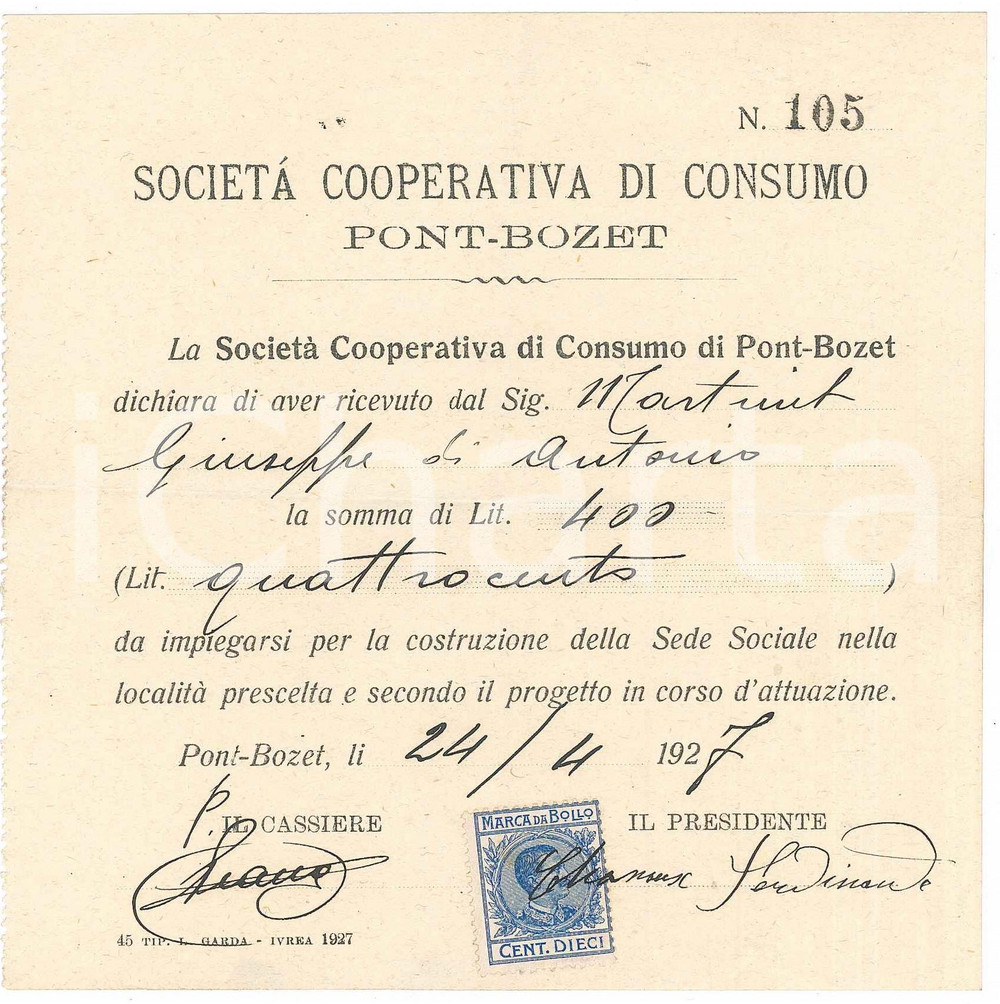 N. 105
SOCIETÁ COOPERATIVA DI CONSUMO
PONT-BOZET
La Società Cooperativa di Consumo di Pont-Bozet
dichiara di aver ricevuto dal Sig. Martinet
Giuseppe di Antonio
la somma di Lit. 400
(Lit. quattrocento)
da impiegarsi per la costruzione della Sede Sociale nella
località prescelta e secondo il progetto in corso d'attuazione.
Pont-Bozet, li 24/4 1927
P. IL CASSIERE
IL PRESIDENTE
MARCA DA BOLLO
Chanoux Ferdinando
CENT. DIECI
45 TIP. L. GARDA - IVREA 1927
iCharta